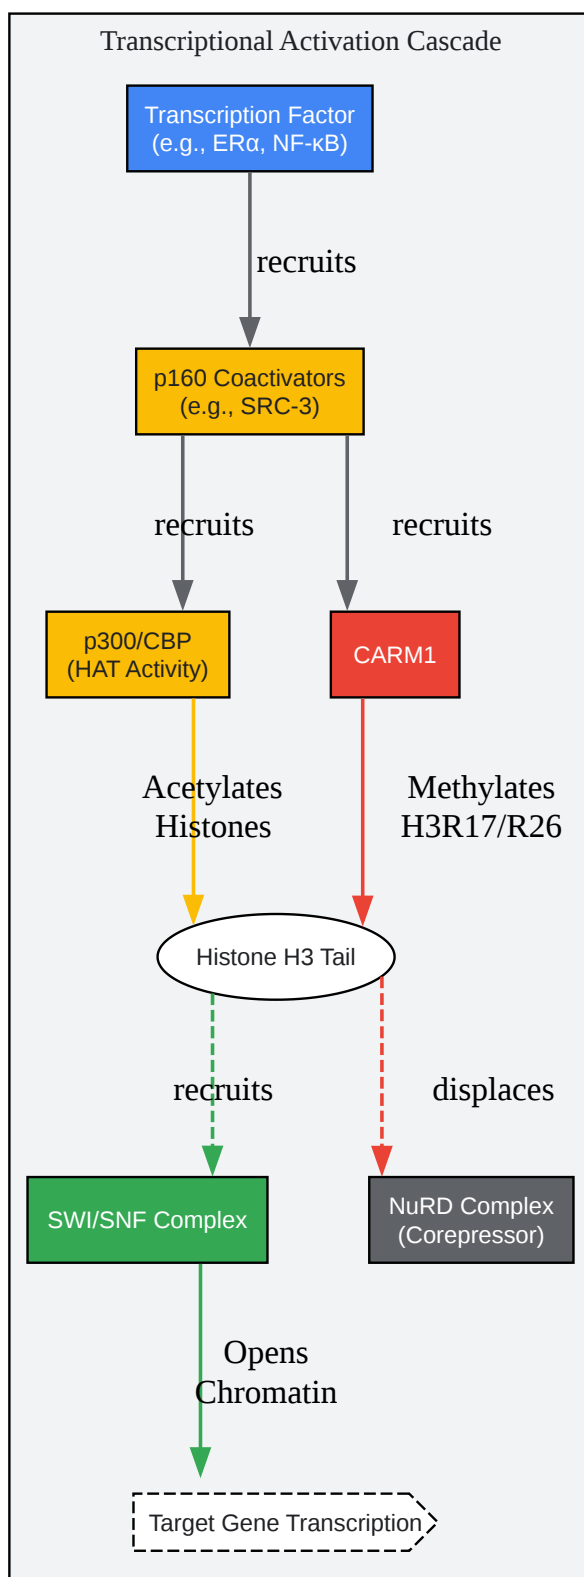 Transcriptional Activation Cascade
Transcription Factor
(e.g., ERα, NF-κB)
recruits
p160 Coactivators
(e.g., SRC-3)
recruits
recruits
p300/CBP
(HAT Activity)
CARM1
Acetylates
Histones
Methylates
H3R17/R26
Histone H3 Tail
recruits
displaces
SWI/SNF Complex
NuRD Complex
(Corepressor)
Opens
Chromatin
Target Gene Transcription